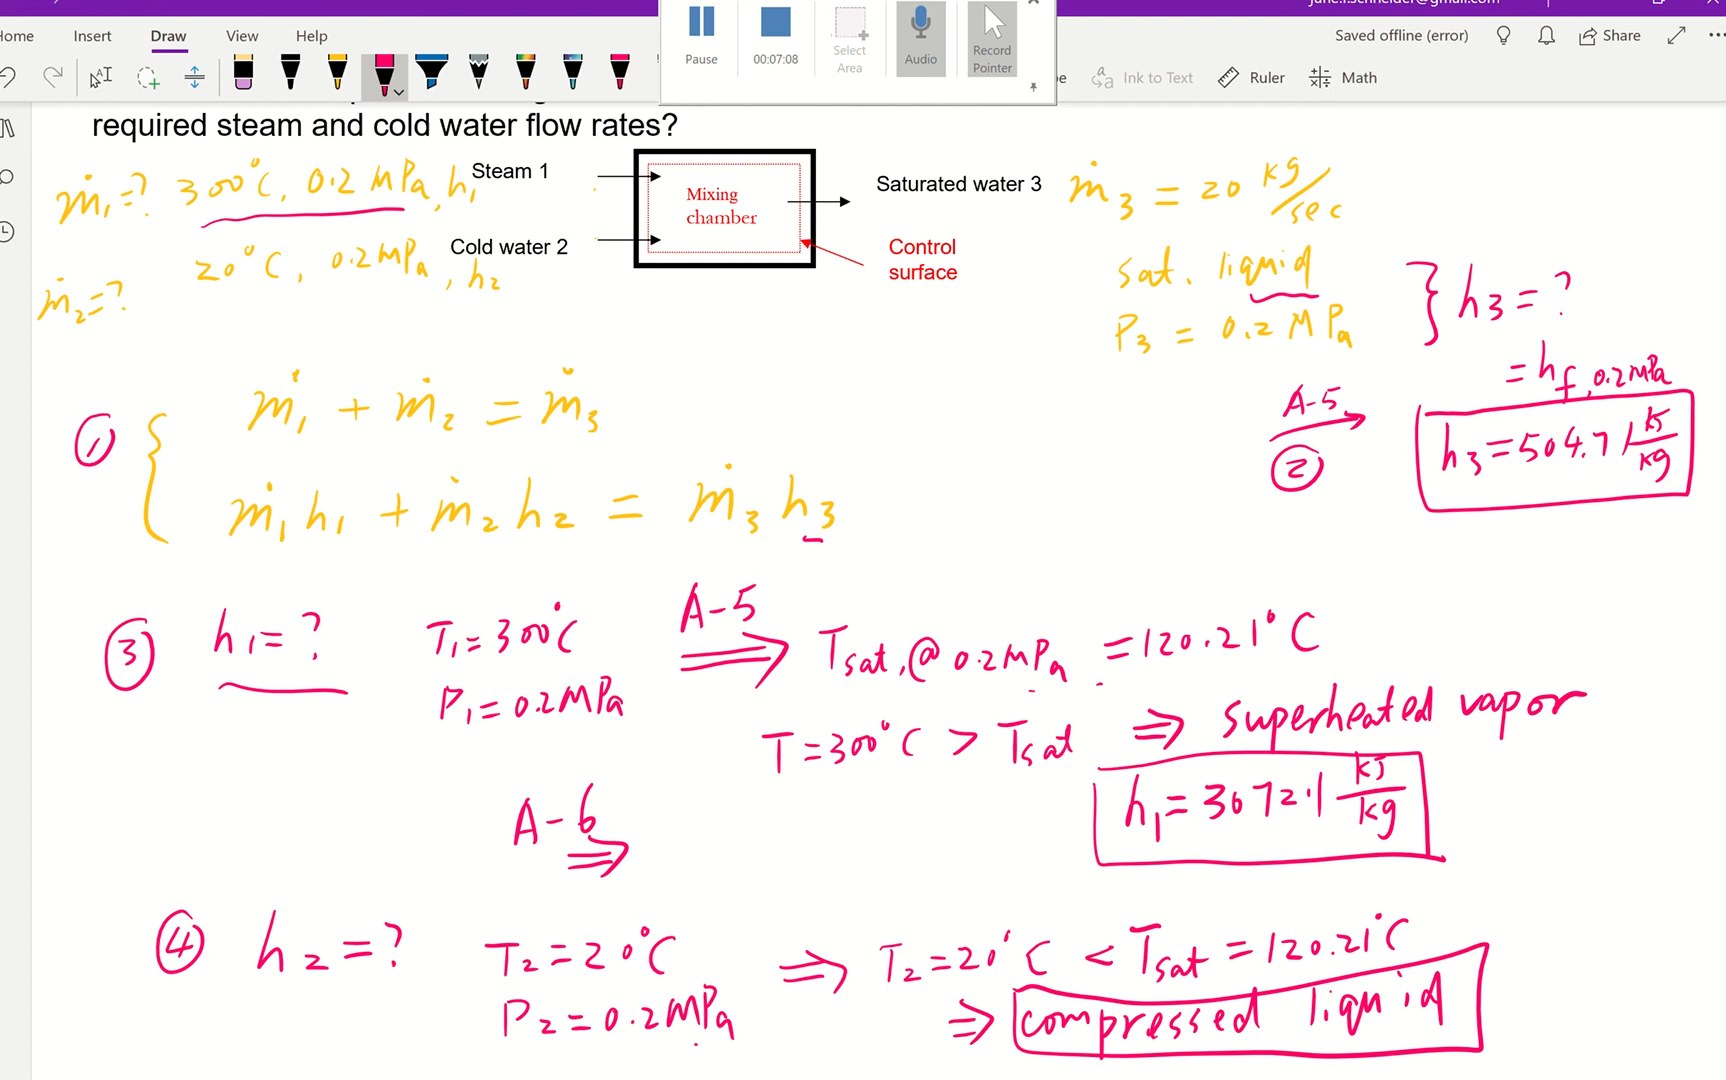 Home Insert Draw View Help
Pause
00:07:08
Select Area
Audio
Record Pointer
Saved offline (error)
Share
Ink to Text
Ruler
Math
required steam and cold water flow rates?
ṁ₁=? 300°C, 0.2 MPa, h₁
Steam 1
Mixing chamber
Saturated water 3
ṁ₃ = 20 kg/sec
ṁ₂=?
20°C, 0.2 MPa, h₂
Cold water 2
Control surface
sat. liquid
P₃ = 0.2 MPa
} h₃ = ?
= hf, 0.2 MPa
A-5
②
h₃ = 504.71 kJ/kg
① { ṁ₁ + ṁ₂ = ṁ₃
ṁ₁h₁ + ṁ₂h₂ = ṁ₃h₃
③ h₁ = ? T₁ = 300°C
P₁ = 0.2 MPa
A-5 ⇒ Tsat,@ 0.2 MPa = 120.21°C
T = 300°C > Tsat ⇒ superheated vapor
A-6 ⇒
h₁ = 3072.1 kJ/kg
④ h₂ = ? T₂ = 20°C ⇒ T₂ = 20°C < Tsat = 120.21°C
P₂ = 0.2 MPa ⇒ compressed liquid